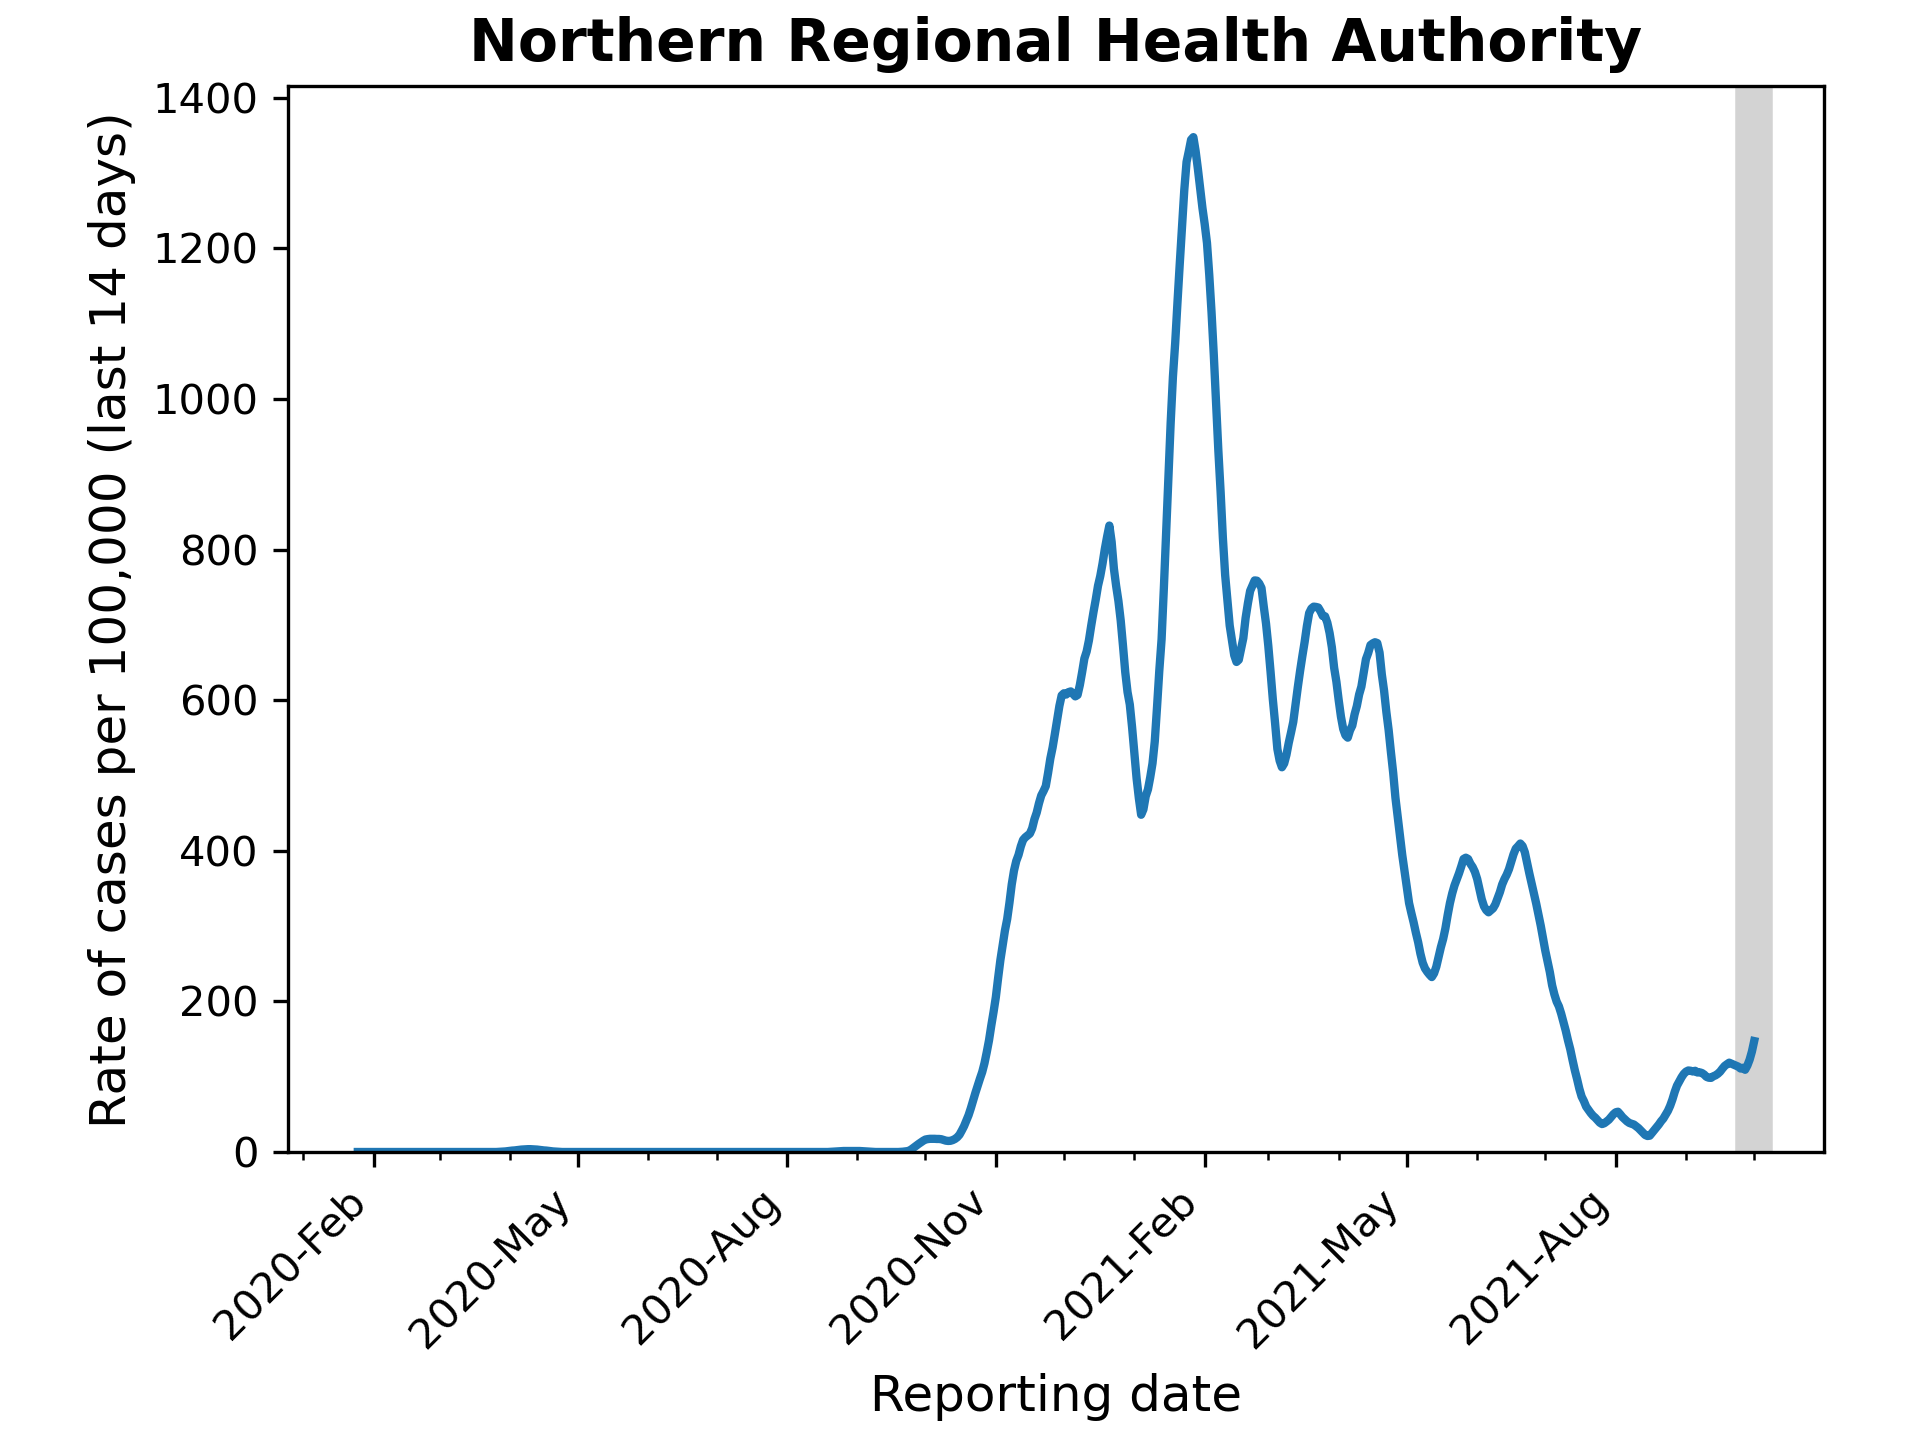 Northern Regional Health Authority
Rate of cases per 100,000 (last 14 days)
1400
1200
1000
800
600
400
200
0
2020-Feb
2020-May
2020-Aug
2020-Nov
2021-Feb
2021-May
2021-Aug
Reporting date